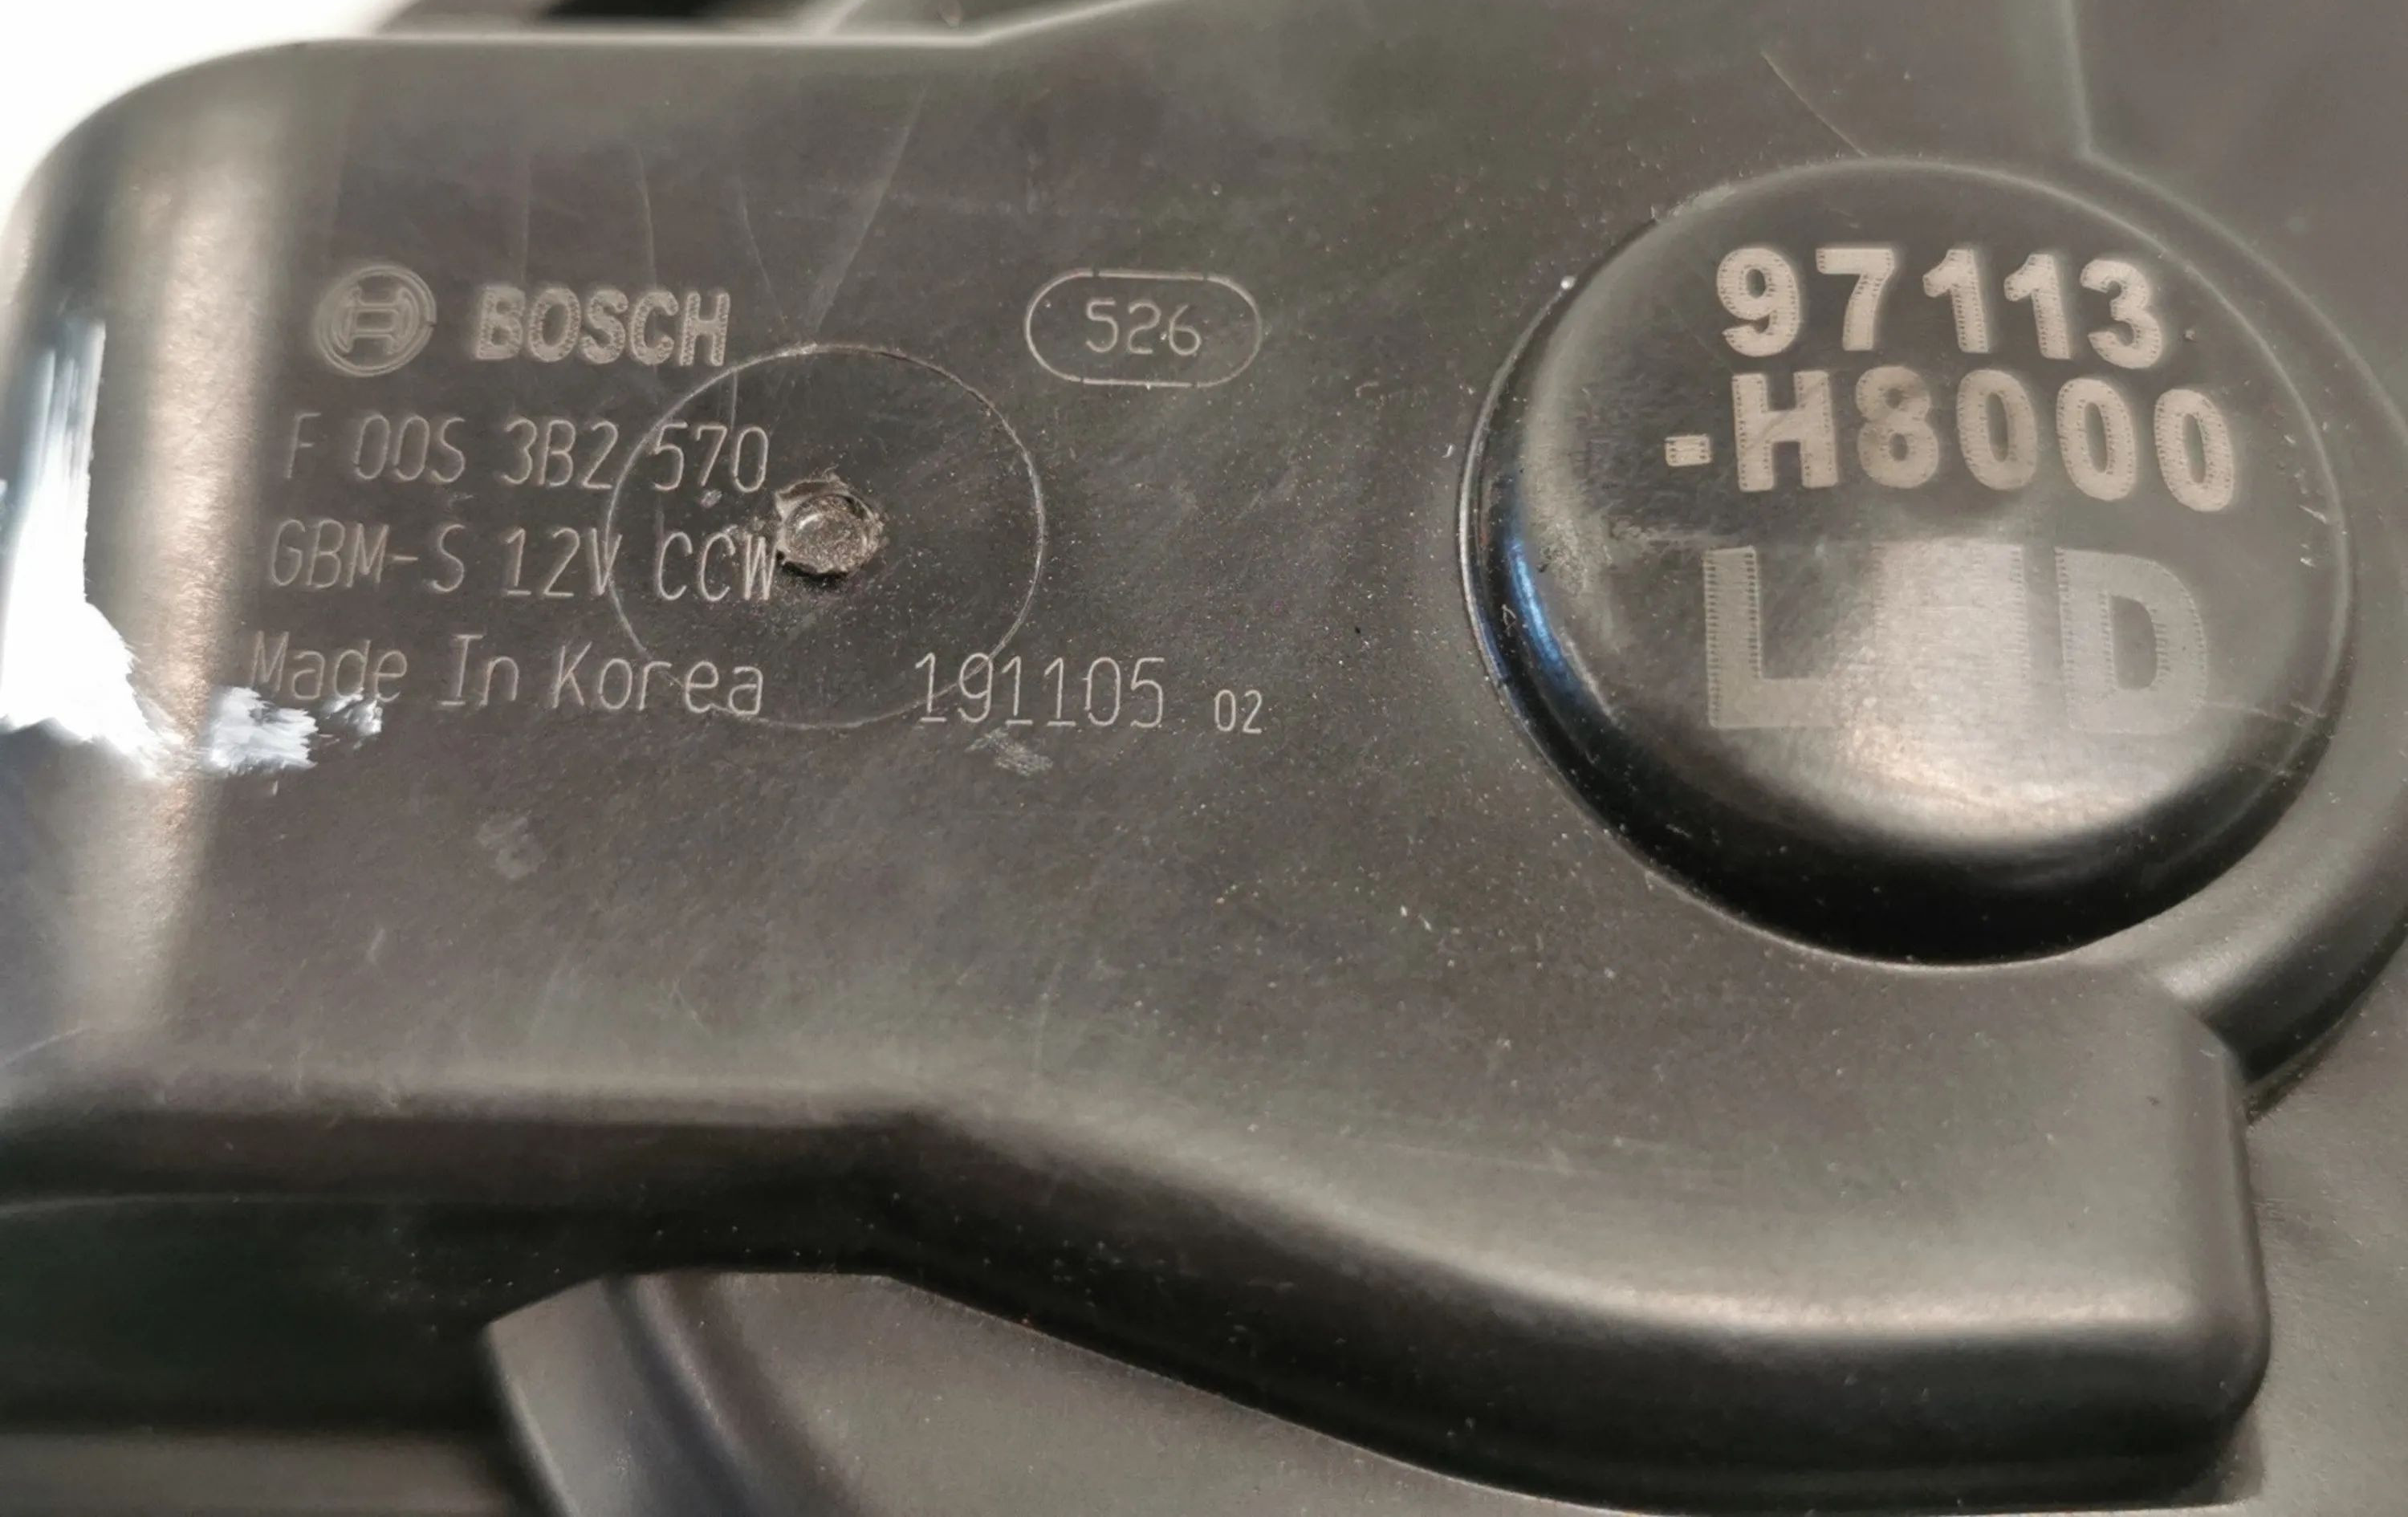 BOSCH
526
F 00S 3B2 570
GBM-S 12V CCW
Made In Korea 191105 02
97113
-H8000